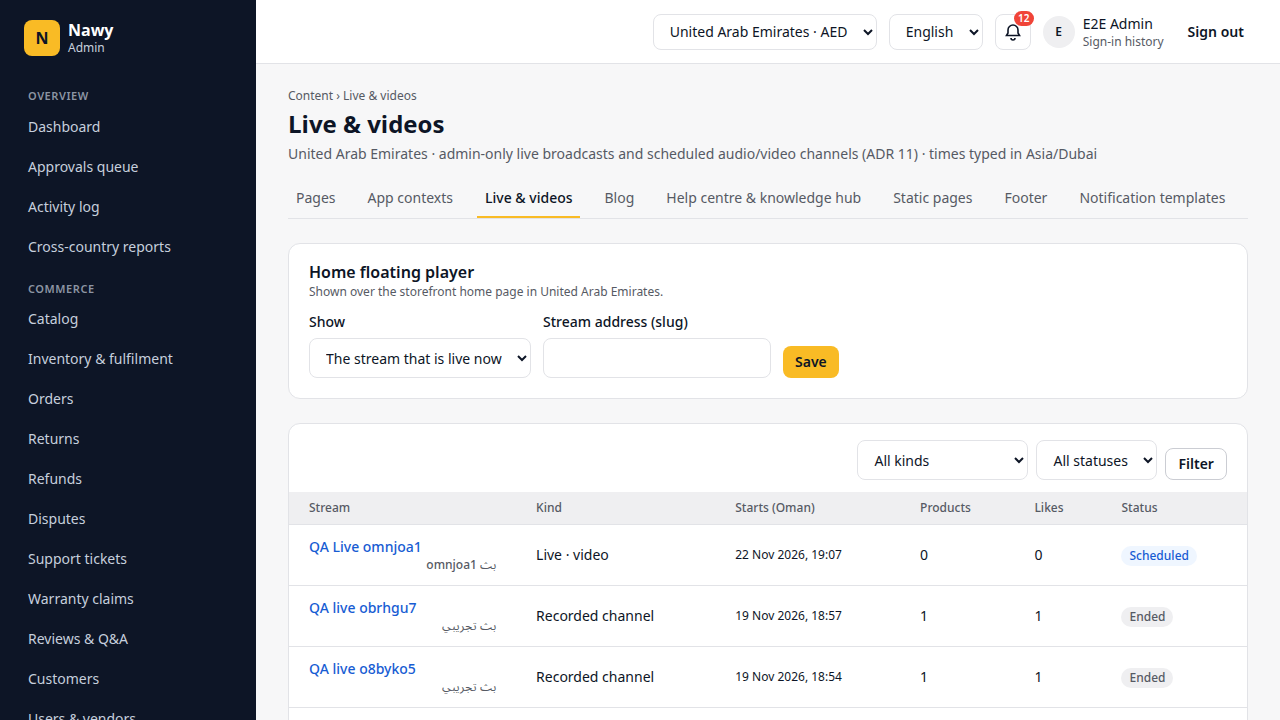 N
Nawy
Admin
United Arab Emirates · AED
English
12
E
E2E Admin
Sign-in history
Sign out
OVERVIEW
Dashboard
Approvals queue
Activity log
Cross-country reports
COMMERCE
Catalog
Inventory & fulfilment
Orders
Returns
Refunds
Disputes
Support tickets
Warranty claims
Reviews & Q&A
Customers
Users & vendors
Content › Live & videos
Live & videos
United Arab Emirates · admin-only live broadcasts and scheduled audio/video channels (ADR 11) · times typed in Asia/Dubai
Pages App contexts Live & videos Blog Help centre & knowledge hub Static pages Footer Notification templates
Home floating player
Shown over the storefront home page in United Arab Emirates.
Show Stream address (slug)
The stream that is live now Save
All kinds All statuses Filter
Stream Kind Starts (Oman) Products Likes Status
QA Live omnjoa1 Live · video 22 Nov 2026, 19:07 0 0 Scheduled
بث omnjoa1
QA live obrhgu7 Recorded channel 19 Nov 2026, 18:57 1 1 Ended
بث تجريبي
QA live o8byko5 Recorded channel 19 Nov 2026, 18:54 1 1 Ended
بث تجريبي